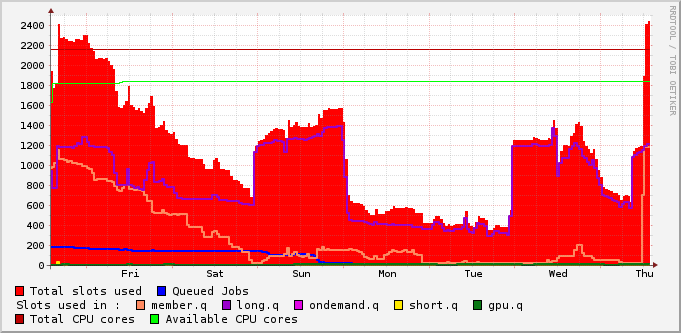 RRDTOOL / TOBI OETIKER
2400
2200
2000
1800
1600
1400
1200
1000
800
600
400
200
0
Fri Sat Sun Mon Tue Wed Thu
Total slots used Queued Jobs
Slots used in : member.q long.q ondemand.q short.q gpu.q
Total CPU cores Available CPU cores